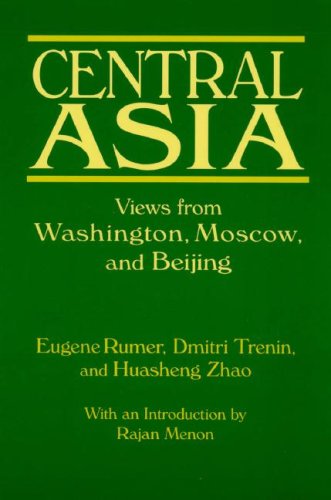 CENTRAL
ASIA
Views from
Washington, Moscow,
and Beijing
Eugene Rumer, Dmitri Trenin,
and Huasheng Zhao
With an Introduction by
Rajan Menon